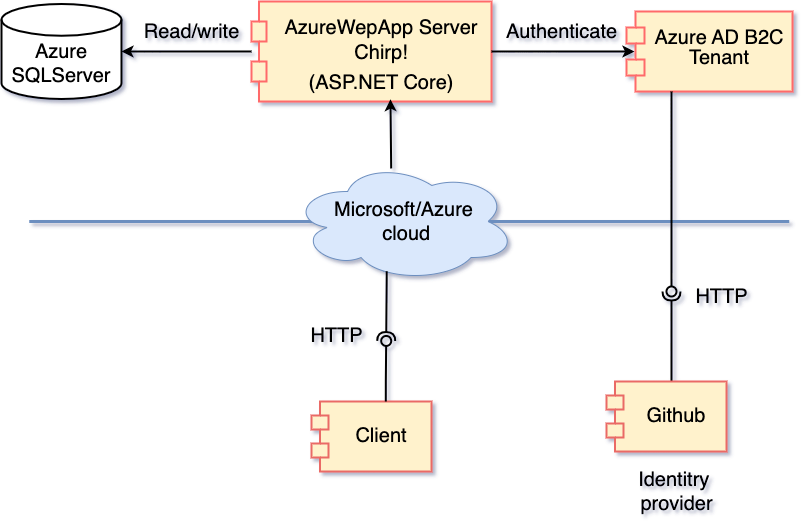 Azure
SQLServer
Read/write
AzureWepApp Server
Chirp!
(ASP.NET Core)
Authenticate
Azure AD B2C
Tenant
Microsoft/Azure
cloud
HTTP
HTTP
Client
Github
Identitry
provider